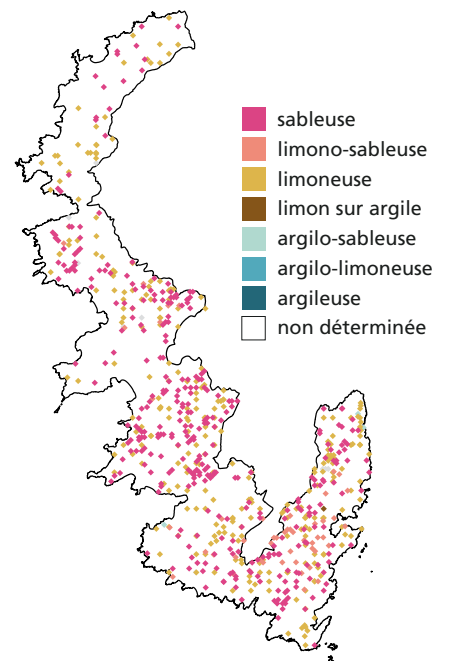 sableuse
limono-sableuse
limoneuse
limon sur argile
argilo-sableuse
argilo-limoneuse
argileuse
non déterminée